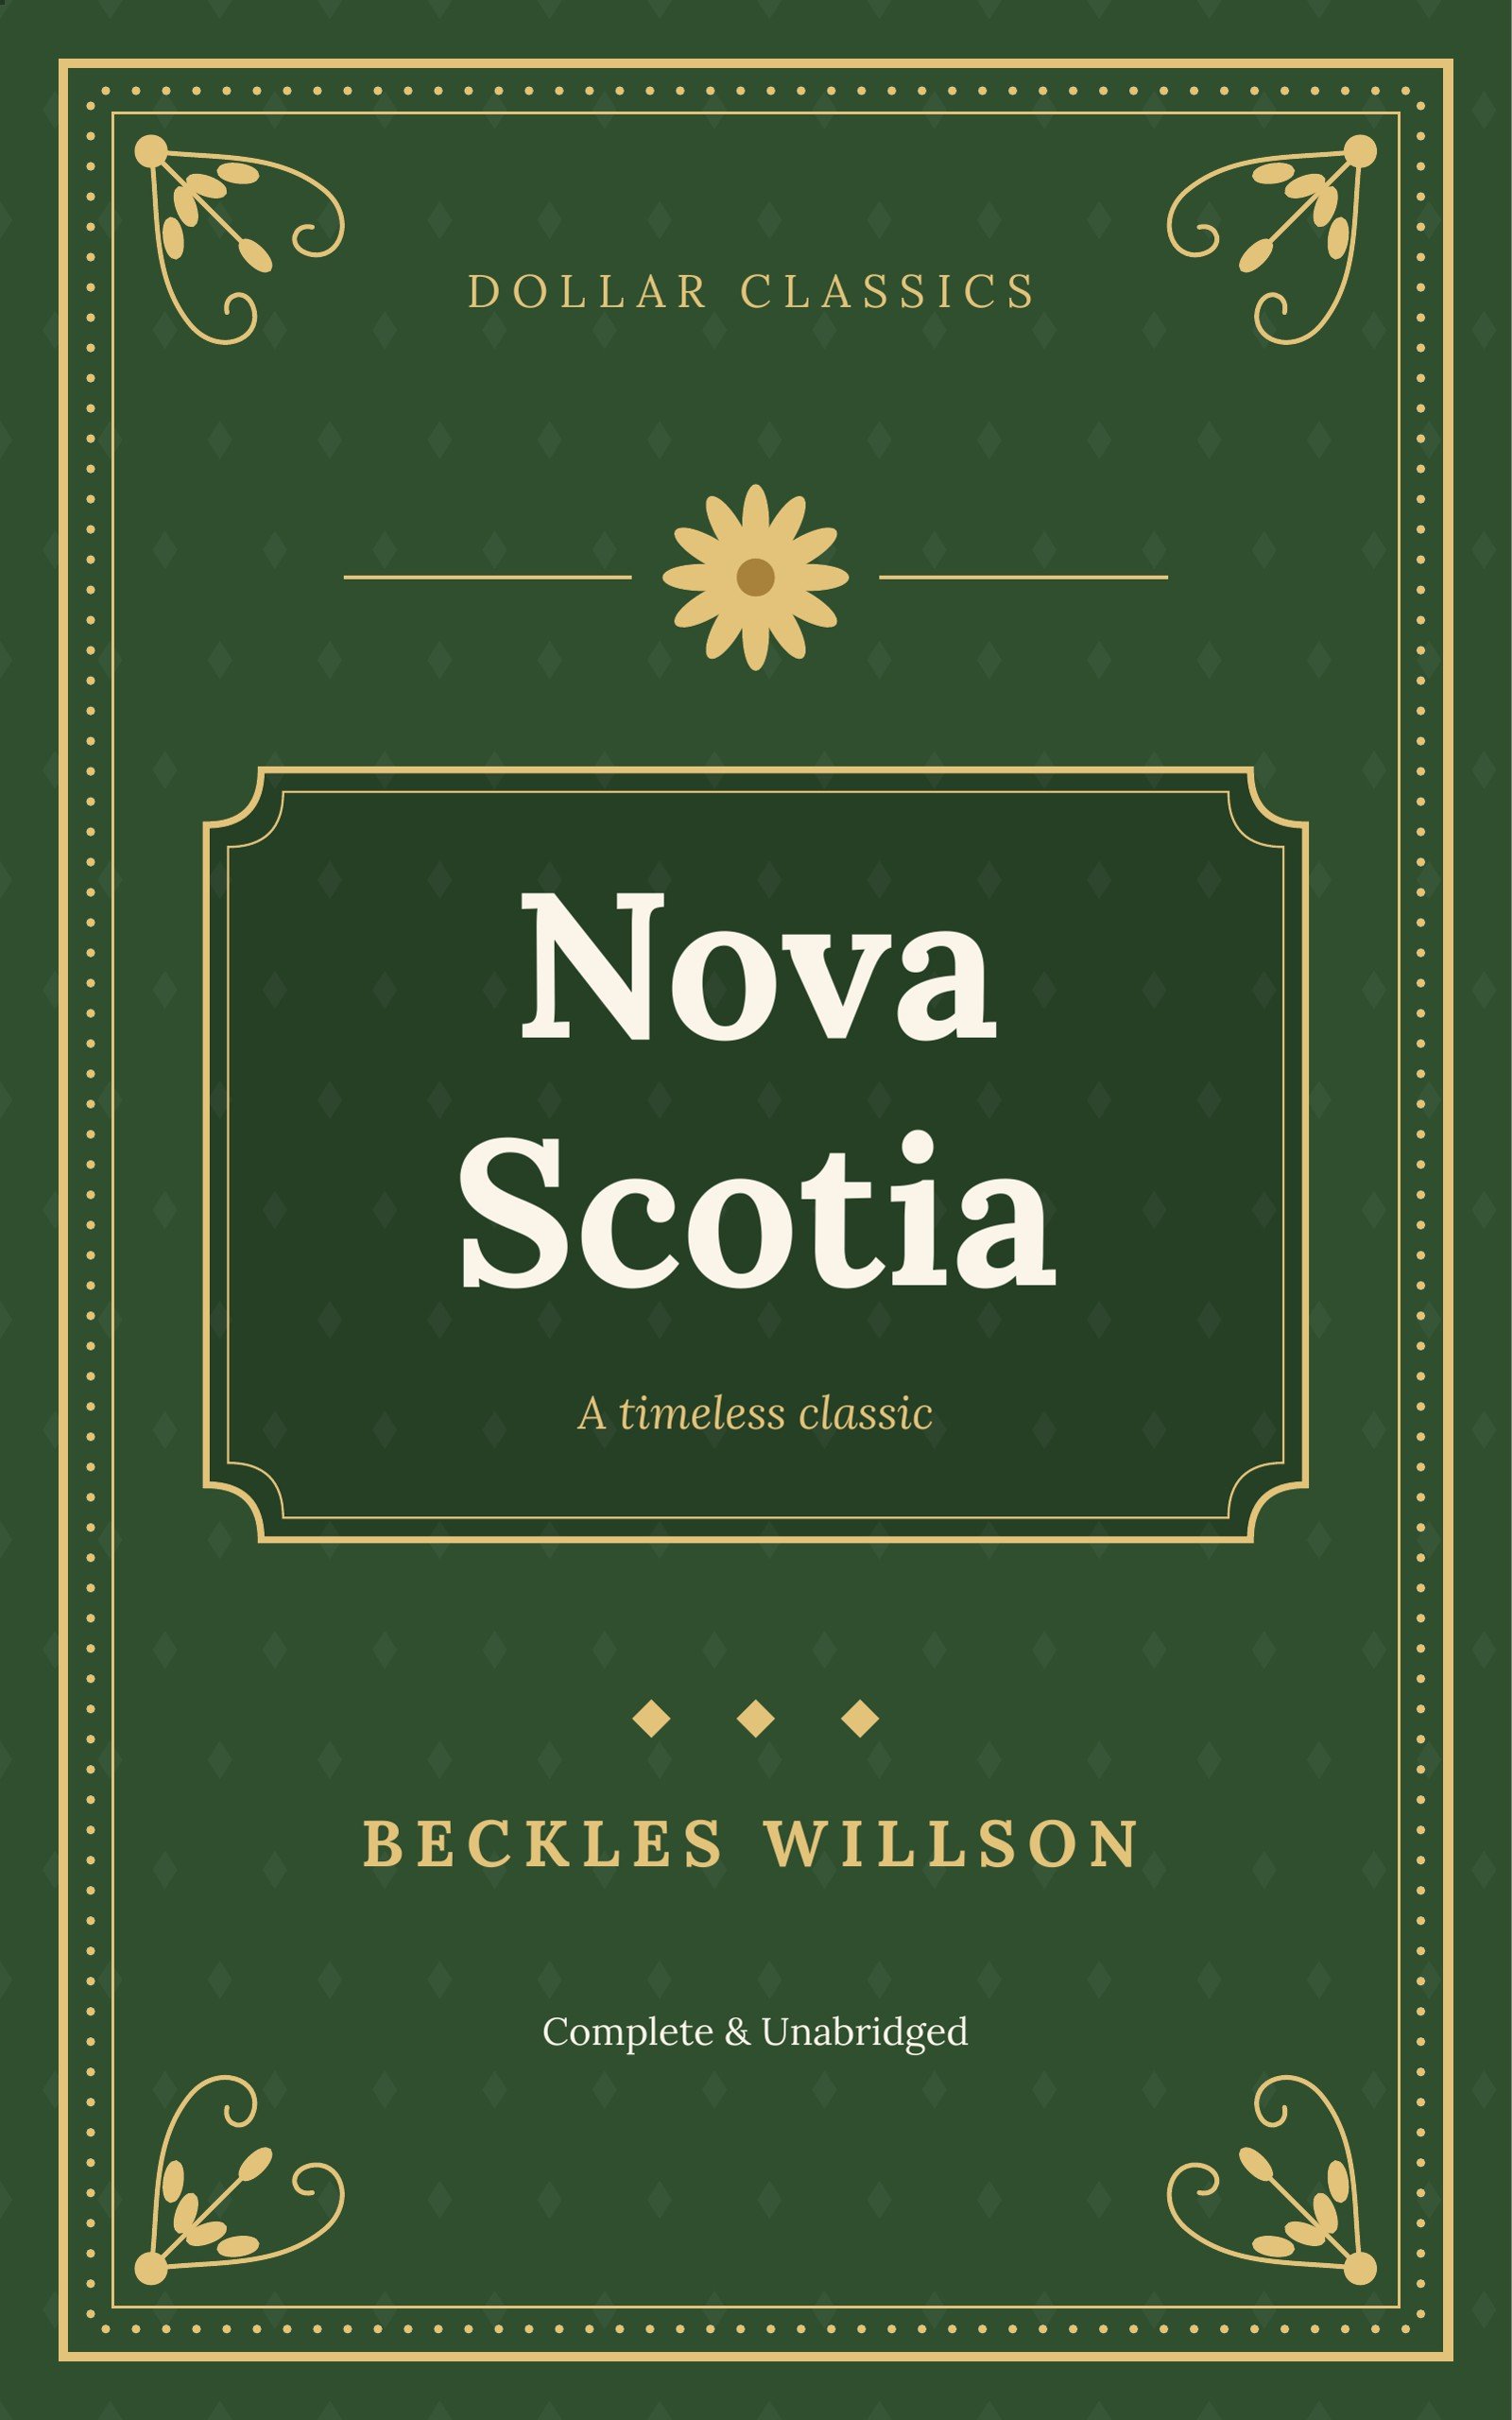 DOLLAR CLASSICS
Nova
Scotia
A timeless classic
BECKLES WILLSON
Complete & Unabridged